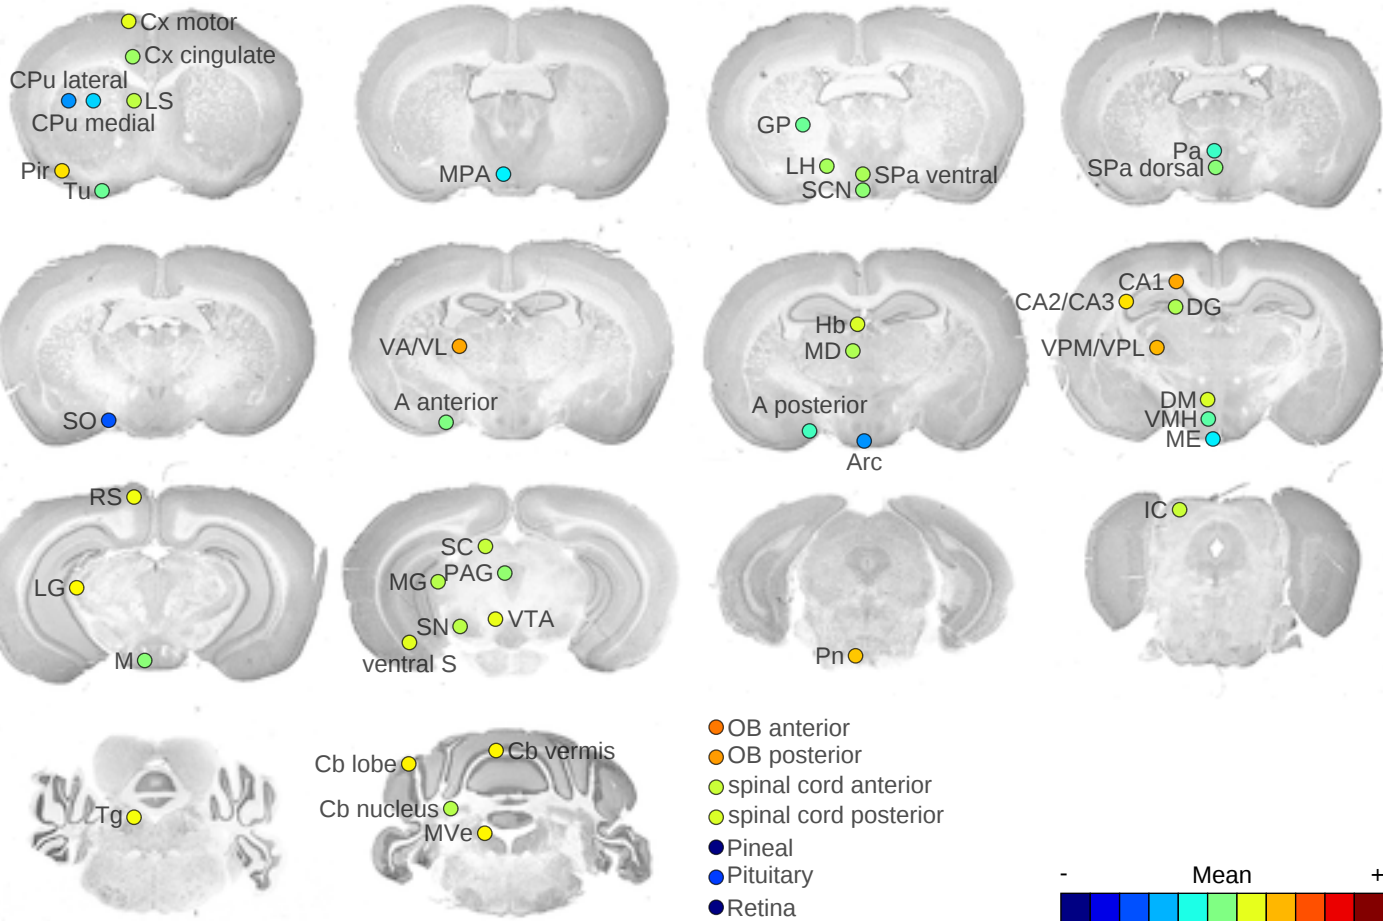 Cx motor
Cx cingulate
CPu lateral
LS
CPu medial
Pir
Tu
MPA
GP
LH
SPa ventral
SCN
Pa
SPa dorsal
SO
VA/VL
A anterior
Hb
MD
A posterior
Arc
CA1
CA2/CA3
DG
VPM/VPL
DM
VMH
ME
RS
LG
M
SC
MG
PAG
SN
VTA
ventral S
Pn
IC
Tg
Cb lobe
Cb vermis
Cb nucleus
MVe
OB anterior
OB posterior
spinal cord anterior
spinal cord posterior
Pineal
Pituitary
Retina
- Mean +